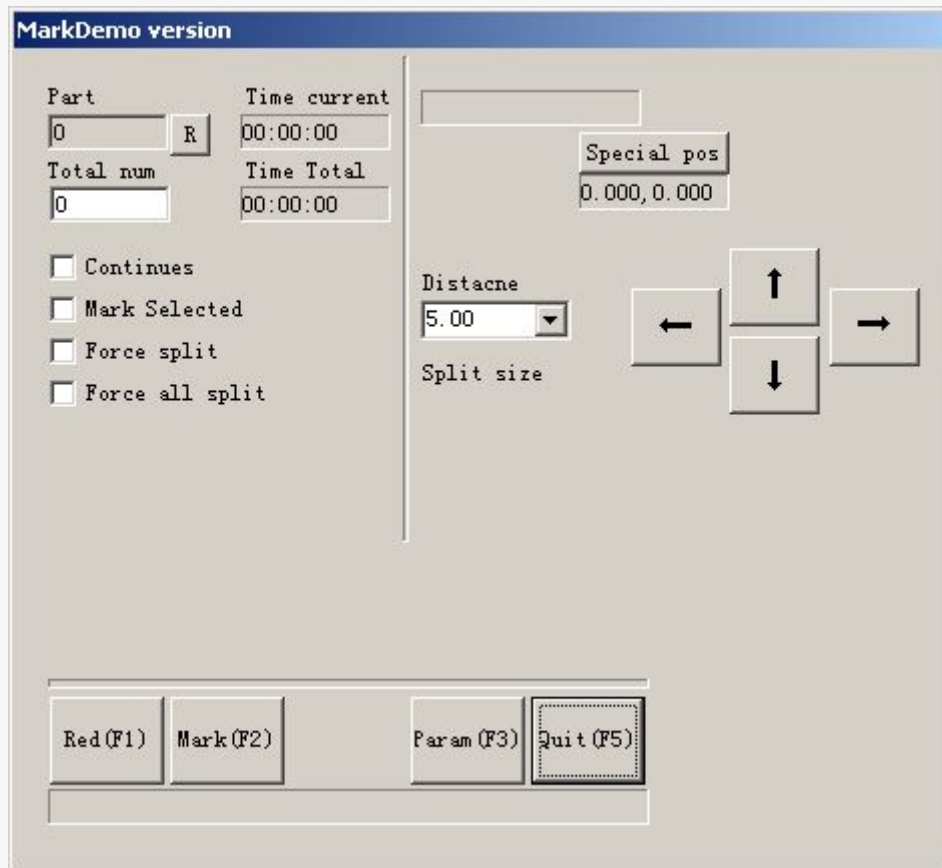 MarkDemo version
Part
Time current
0
R
00:00:00
Total num
Time Total
0
00:00:00
Special pos
0.000,0.000
Continues
Mark Selected
Force split
Force all split
Distacne
5.00
Split size
Red(F1)
Mark(F2)
Param(F3)
Quit(F5)